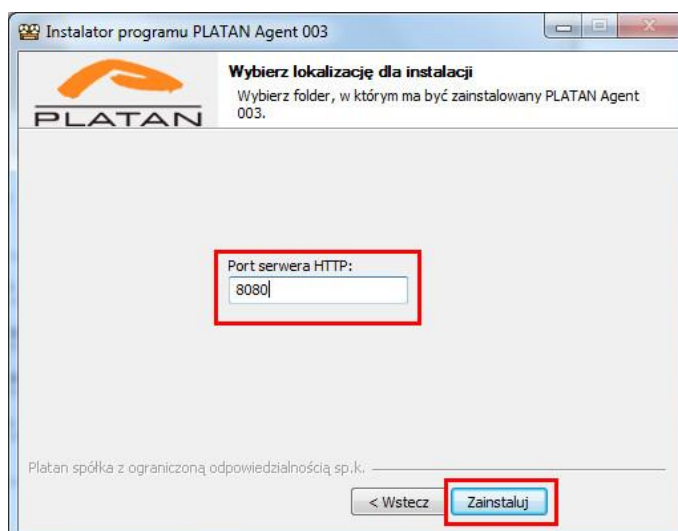 Instalator programu PLATAN Agent 003
Wybierz lokalizację dla instalacji
Wybierz folder, w którym ma być zainstalowany PLATAN Agent
003.
PLATAN
Port serwera HTTP:
8080
Platan spółka z ograniczoną odpowiedzialnością sp.k.
< Wstecz
Zainstaluj